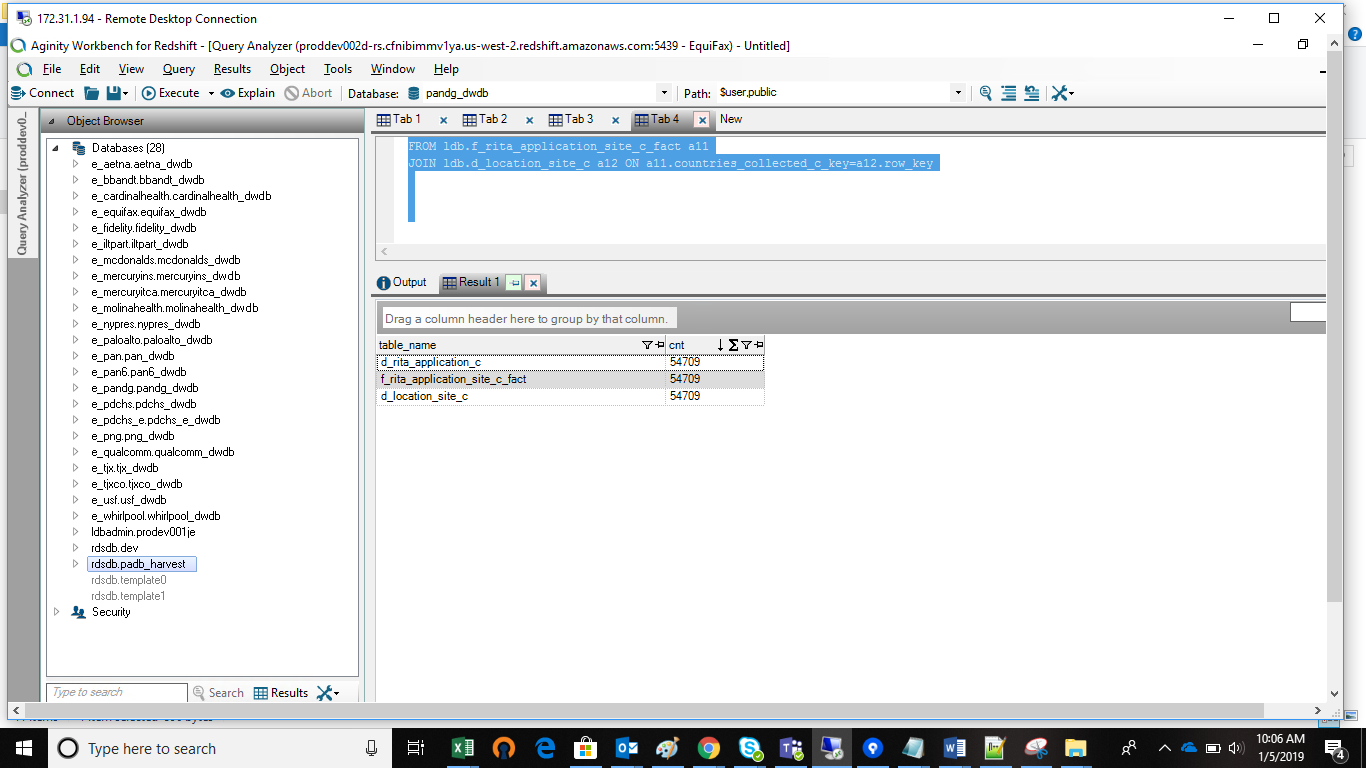 172.31.1.94 - Remote Desktop Connection
Aginity Workbench for Redshift - [Query Analyzer (proddev002d-rs.cfnibimmv1ya.us-west-2.redshift.amazonaws.com:5439 - EquiFax) - Untitled]
File Edit View Query Results Object Tools Window Help
Connect Execute Explain Abort Database: pandg_dwdb Path: $user,public
Query Analyzer (proddev0...
Object Browser
Tab 1 Tab 2 Tab 3 Tab 4 New
Databases (28)
e_aetna.aetna_dwdb
e_bbandt.bbandt_dwdb
e_cardinalhealth.cardinalhealth_dwdb
e_equifax.equifax_dwdb
e_fidelity.fidelity_dwdb
e_iltpart.iltpart_dwdb
e_mcdonalds.mcdonalds_dwdb
e_mercuryins.mercuryins_dwdb
e_mercuryitca.mercuryitca_dwdb
e_molinahealth.molinahealth_dwdb
e_nypres.nypres_dwdb
e_paloalto.paloalto_dwdb
e_pan.pan_dwdb
e_pan6.pan6_dwdb
e_pandg.pandg_dwdb
e_pdchs.pdchs_dwdb
e_pdchs_e.pdchs_e_dwdb
e_png.png_dwdb
e_qualcomm.qualcomm_dwdb
e_tjx.tjx_dwdb
e_tjxco.tjxco_dwdb
e_usf.usf_dwdb
e_whirlpool.whirlpool_dwdb
ldbadmin.prodev001je
rdsdb.dev
rdsdb.padb_harvest
rdsdb.template0
rdsdb.template1
Security
Type to search Search Results
FROM ldb.f_rita_application_site_c_fact a11
JOIN ldb.d_location_site_c a12 ON a11.countries_collected_c_key=a12.row_key
Output Result 1
Drag a column header here to group by that column.
table_name cnt
d_rita_application_c 54709
f_rita_application_site_c_fact 54709
d_location_site_c 54709
Type here to search
10:06 AM
1/5/2019
4